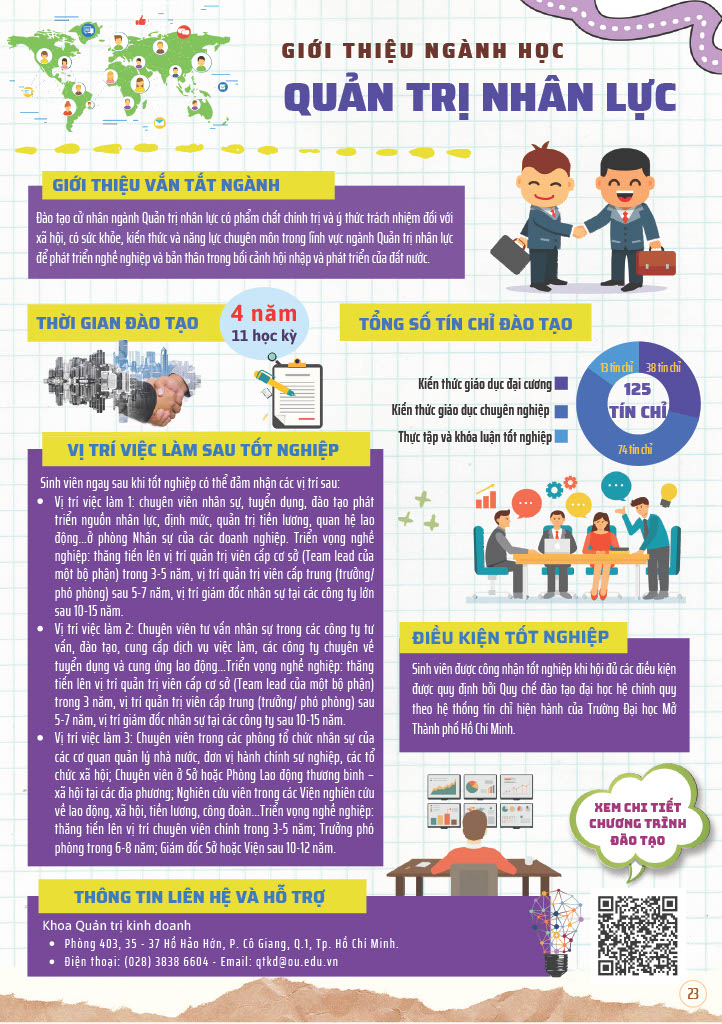 GIỚI THIỆU NGÀNH HỌC
QUẢN TRỊ NHÂN LỰC
GIỚI THIỆU VẮN TẮT NGÀNH
Đào tạo cử nhân ngành Quản trị nhân lực có phẩm chất chính trị và ý thức trách nhiệm đối với
xã hội, có sức khỏe, kiến thức và năng lực chuyên môn trong lĩnh vực ngành Quản trị nhân lực
để phát triển nghề nghiệp và bản thân trong bối cảnh hội nhập và phát triển của đất nước.
THỜI GIAN ĐÀO TẠO
4 năm
11 học kỳ
TỔNG SỐ TÍN CHỈ ĐÀO TẠO
Kiến thức giáo dục đại cương
Kiến thức giáo dục chuyên nghiệp
Thực tập và khóa luận tốt nghiệp
13 tín chỉ
38 tín chỉ
125
TÍN CHỈ
74 tín chỉ
VỊ TRÍ VIỆC LÀM SAU TỐT NGHIỆP
Sinh viên ngay sau khi tốt nghiệp có thể đảm nhận các vị trí sau:
• Vị trí việc làm 1: chuyên viên nhân sự, tuyển dụng, đào tạo phát
triển nguồn nhân lực, định mức, quản trị tiền lương, quan hệ lao
động...ở phòng Nhân sự của các doanh nghiệp. Triển vọng nghề
nghiệp: thăng tiến lên vị trí quản trị viên cấp cơ sở (Team lead của
một bộ phận) trong 3-5 năm, vị trí quản trị viên cấp trung (trưởng/
phó phòng) sau 5-7 năm, vị trí giám đốc nhân sự tại các công ty lớn
sau 10-15 năm.
• Vị trí việc làm 2: Chuyên viên tư vấn nhân sự trong các công ty tư
vấn, đào tạo, cung cấp dịch vụ việc làm, các công ty chuyên về
tuyển dụng và cung ứng lao động...Triển vọng nghề nghiệp: thăng
tiến lên vị trí quản trị viên cấp cơ sở (Team lead của một bộ phận)
trong 3 năm, vị trí quản trị viên cấp trung (trưởng/ phó phòng) sau
5-7 năm, vị trí giám đốc nhân sự tại các công ty sau 10-15 năm.
• Vị trí việc làm 3: Chuyên viên trong các phòng tổ chức nhân sự của
các cơ quan quản lý nhà nước, đơn vị hành chính sự nghiệp, các tổ
chức xã hội; Chuyên viên ở Sở hoặc Phòng Lao động thương binh –
xã hội tại các địa phương; Nghiên cứu viên trong các Viện nghiên cứu
về lao động, xã hội, tiền lương, công đoàn...Triển vọng nghề nghiệp:
thăng tiến lên vị trí chuyên viên chính trong 3-5 năm; Trưởng phó
phòng trong 6-8 năm; Giám đốc Sở hoặc Viện sau 10-12 năm.
ĐIỀU KIỆN TỐT NGHIỆP
Sinh viên được công nhận tốt nghiệp khi hội đủ các điều kiện
được quy định bởi Quy chế đào tạo đại học hệ chính quy
theo hệ thống tín chỉ hiện hành của Trường Đại học Mở
Thành phố Hồ Chí Minh.
XEM CHI TIẾT
CHƯƠNG TRÌNH
ĐÀO TẠO
THÔNG TIN LIÊN HỆ VÀ HỖ TRỢ
Khoa Quản trị kinh doanh
• Phòng 403, 35 - 37 Hồ Hảo Hớn, P. Cô Giang, Q.1, Tp. Hồ Chí Minh.
• Điện thoại: (028) 3838 6604 - Email: qtkd@ou.edu.vn
23